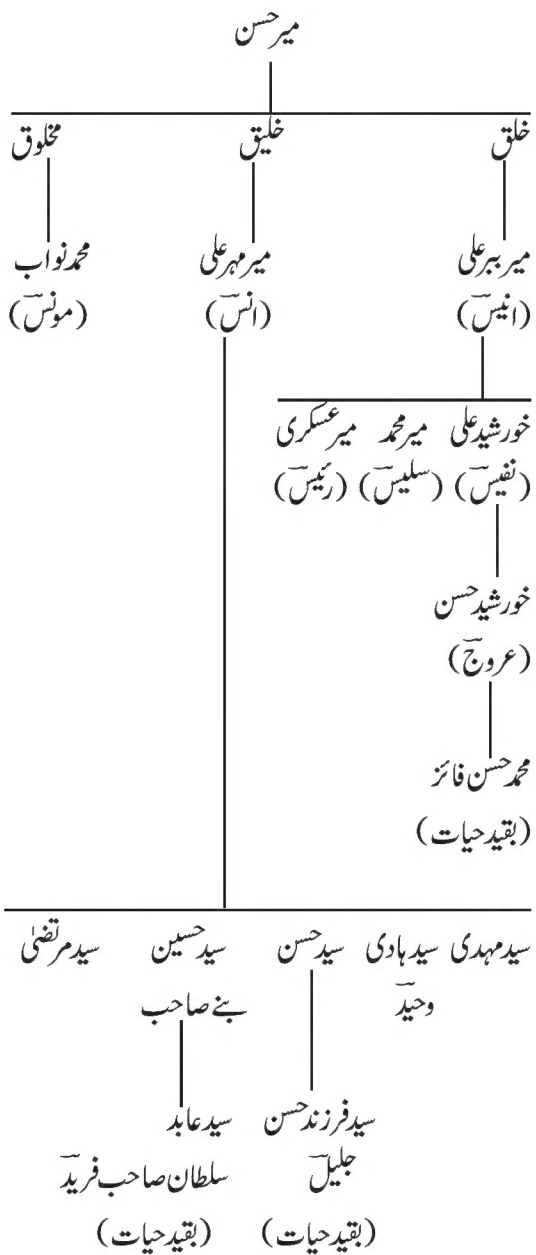 میر حسن
خلق خلیق مخلوق
میر ببر علی میر مہر علی محمد نواب
(انیسؔ) (انسؔ) (مونسؔ)
خورشید علی میر محمد میر عسکری
(نفیسؔ) (سلیسؔ) (رئیسؔ)
خورشید حسن
(عروجؔ)
محمد حسن فائز
(بقید حیات)
سید مہدی سید ہادی سید حسن سید حسین سید مرتضیٰ
وحیدؔ بنے صاحب
سید فرزند حسن سید عابد
جلیلؔ سلطان صاحب فریدؔ
(بقید حیات) (بقید حیات)